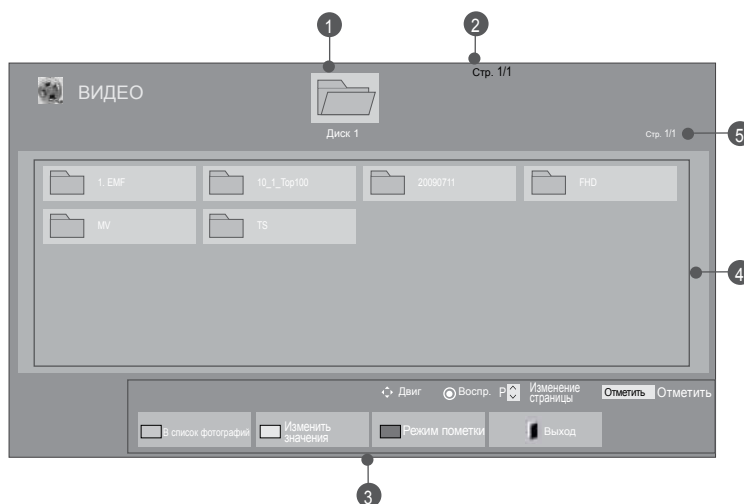 1
2
Стр. 1/1
ВИДЕО
Диск 1
Стр. 1/1
5
1. EMF
10_1_Top100
20090711
FHD
MV
TS
4
Двиг
Воспр.
P
Изменение
страницы
Отметить
Отметить
В список фотографий
Изменить
значения
Режим пометки
Выход
3